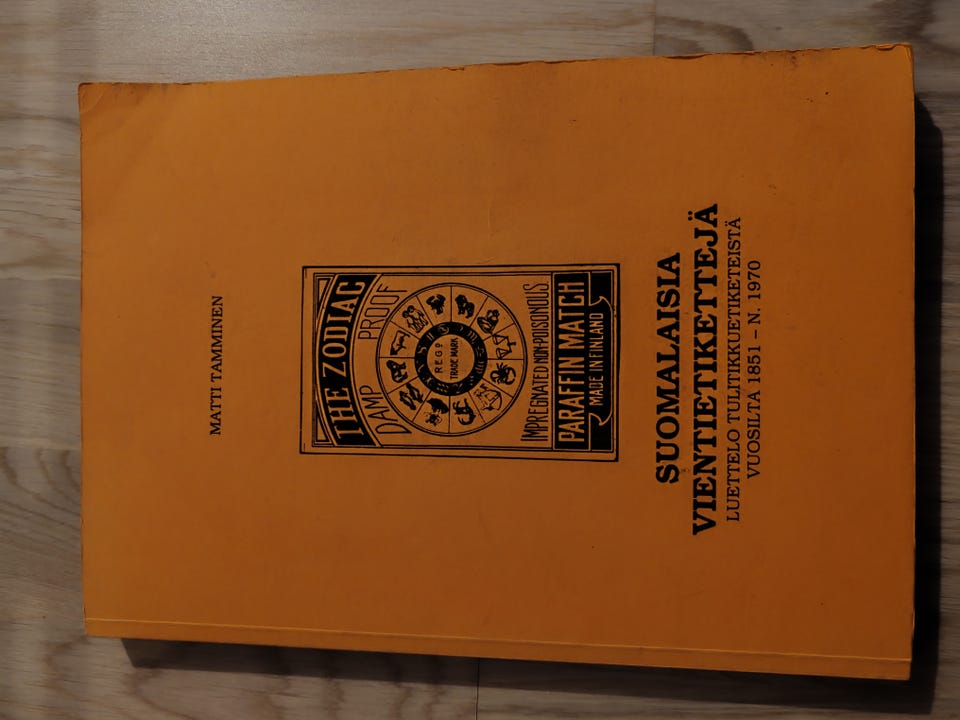 MATTI TAMMINEN
THE ZODIAC
DAMP PROOF
REGD
TRADE MARK
IMPREGNATED NON-POISONOUS
PARAFFIN MATCH
MADE IN FINLAND
SUOMALAISIA
VIENTIETIKETTEJÄ
LUETTELO TULITIKKUETIKETEISTÄ
VUOSILTA 1851 – N. 1970